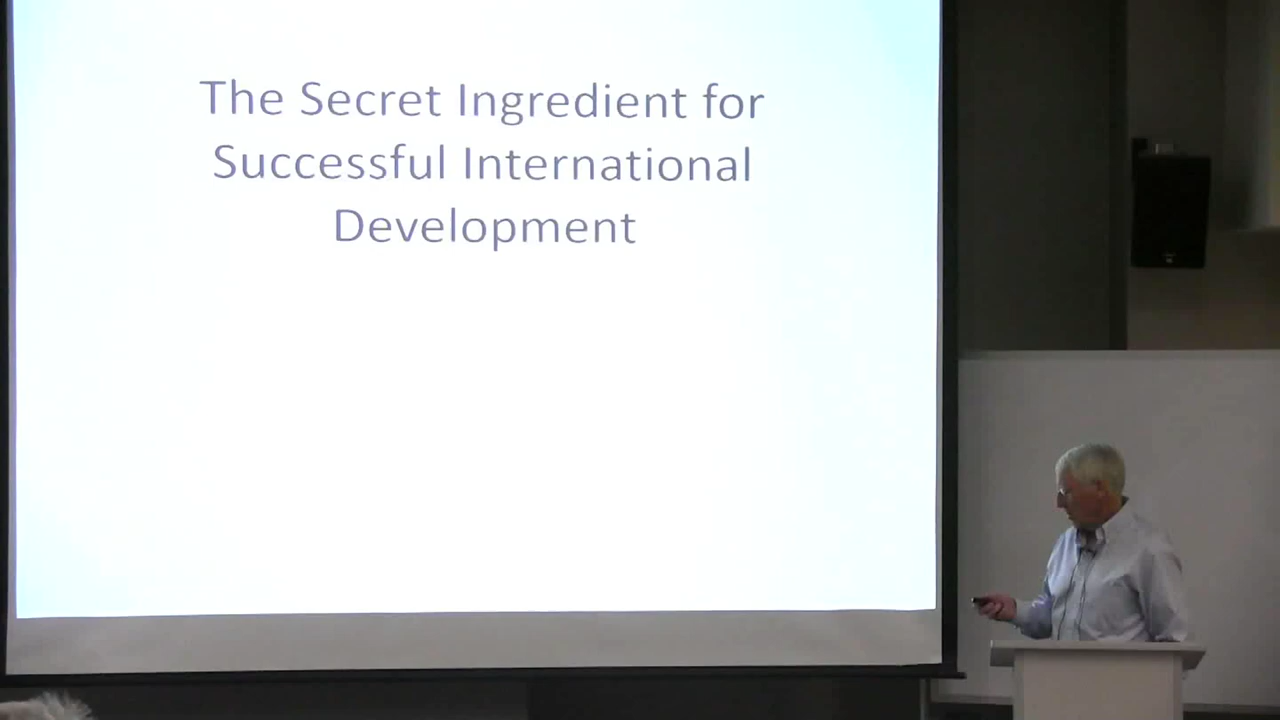 The Secret Ingredient for
Successful International
Development